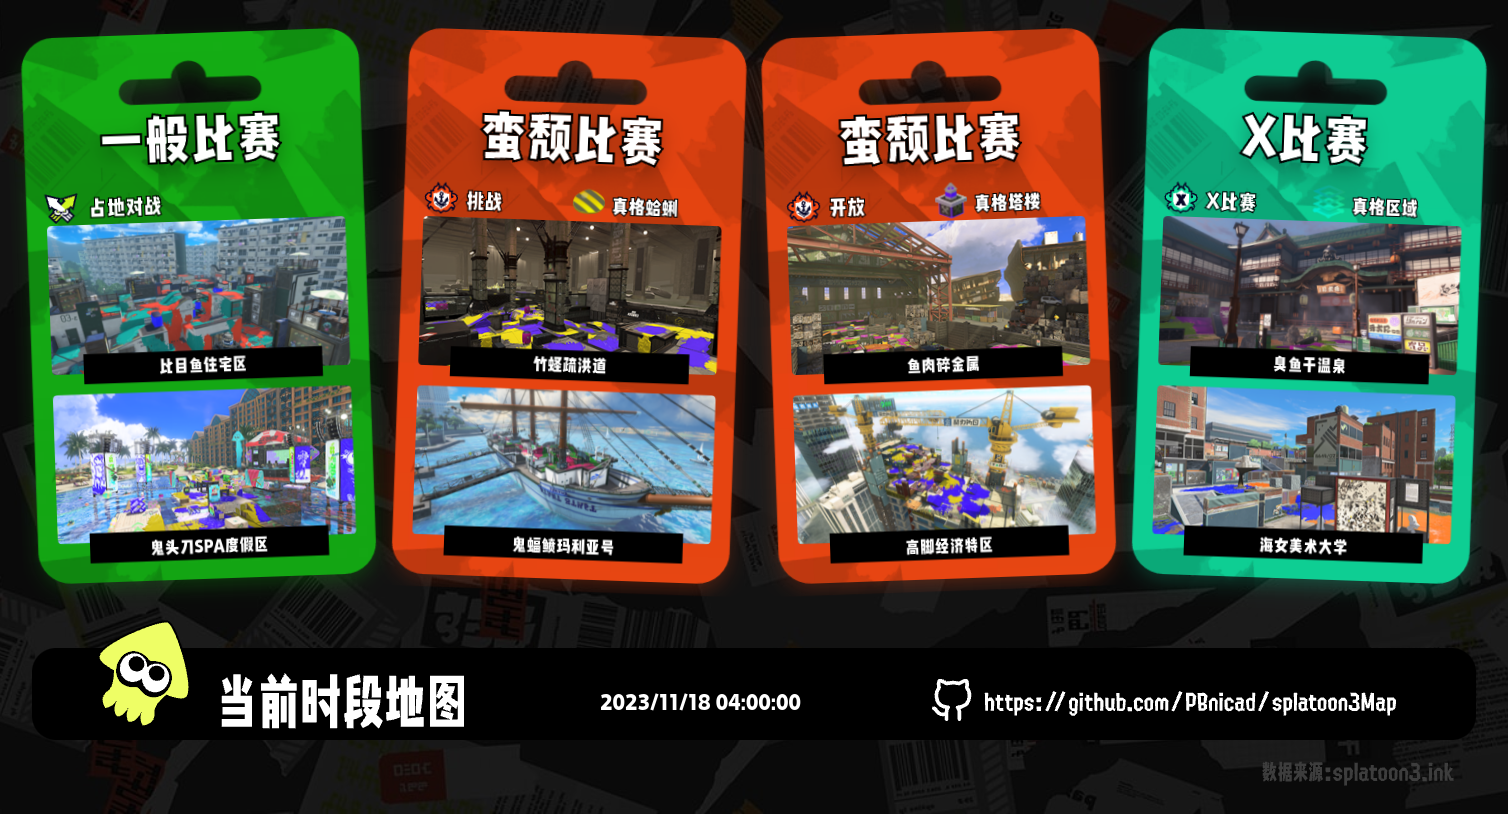 一般比赛
占地对战
比目鱼住宅区
鬼头刀SPA度假区
蛮颓比赛
挑战
真格蛤蜊
竹蛏疏洪道
鬼蝠鲼玛利亚号
蛮颓比赛
开放
真格塔楼
鱼肉碎金属
高脚经济特区
X比赛
X比赛
真格区域
臭鱼干温泉
海女美术大学
当前时段地图
2023/11/18 04:00:00
https://github.com/PBnicad/splatoon3Map
数据来源:splatoon3.ink